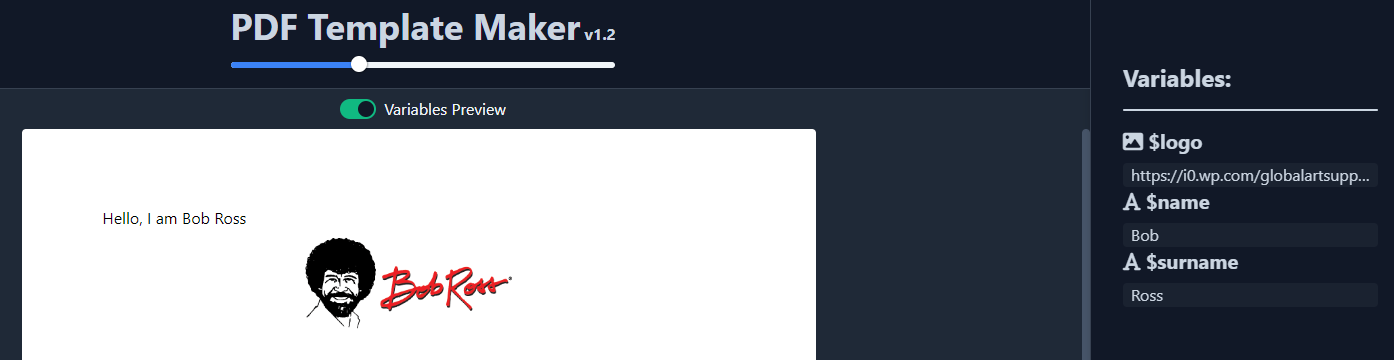 PDF Template Maker v1.2
Variables Preview
Hello, I am Bob Ross
Bob Ross
Variables:
$logo
https://i0.wp.com/globalartsupp...
$name
Bob
$surname
Ross